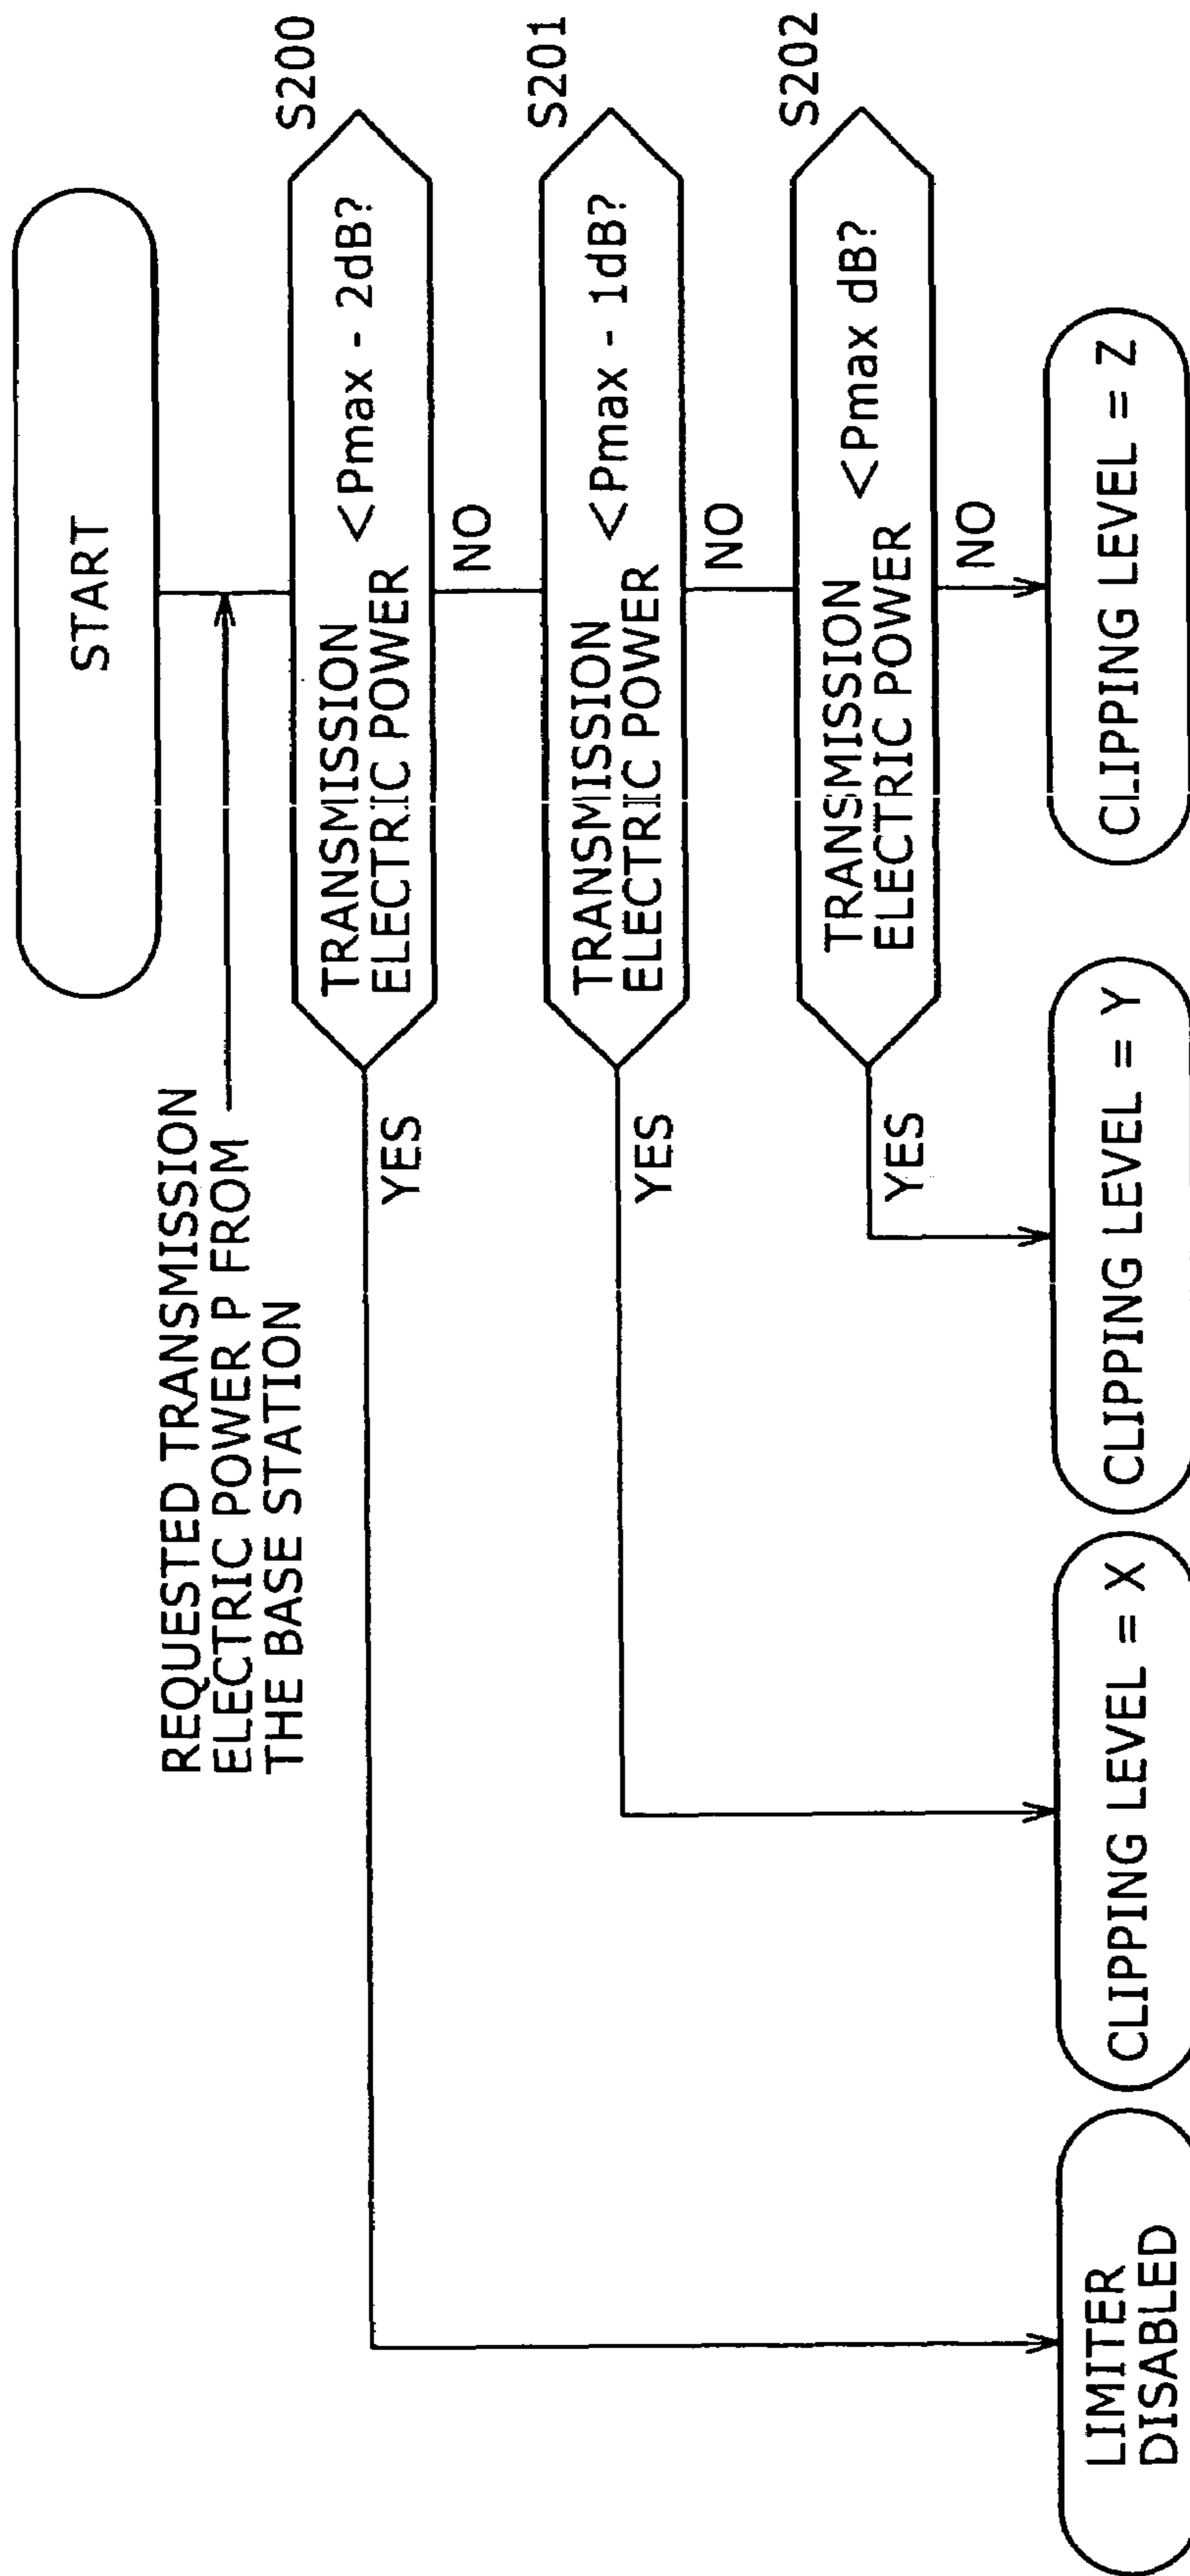 START
REQUESTED TRANSMISSION
ELECTRIC POWER P FROM
THE BASE STATION
S200
TRANSMISSION
ELECTRIC POWER <Pmax - 2dB?
YES
NO
S201
TRANSMISSION
ELECTRIC POWER <Pmax - 1dB?
YES
NO
S202
TRANSMISSION
ELECTRIC POWER <Pmax dB?
YES
NO
LIMITER
DISABLED
CLIPPING LEVEL = X
CLIPPING LEVEL = Y
CLIPPING LEVEL = Z